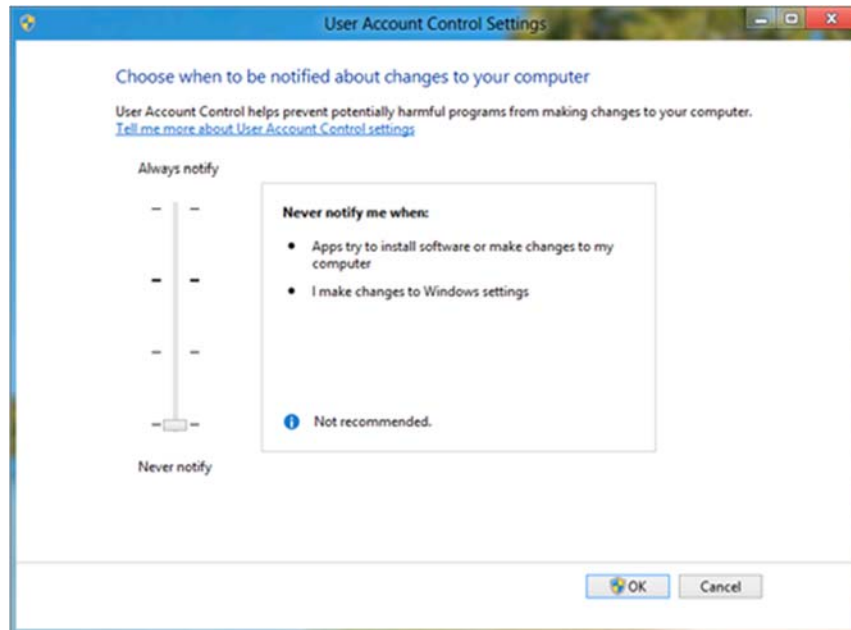 User Account Control Settings
Choose when to be notified about changes to your computer
User Account Control helps prevent potentially harmful programs from making changes to your computer.
Tell me more about User Account Control settings
Always notify
Never notify me when:
Apps try to install software or make changes to my
computer
I make changes to Windows settings
Not recommended.
Never notify
OK
Cancel